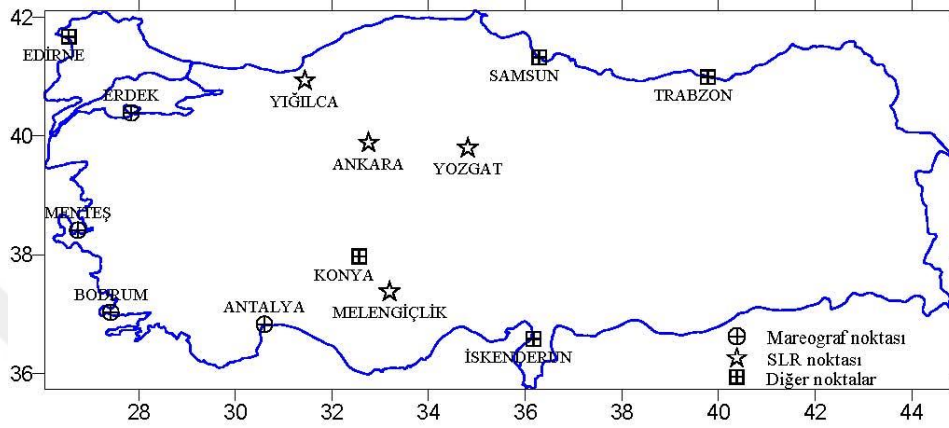 42
EDİRNE
SAMSUN
ERDEK
YIĞILCA
TRABZON
40
ANKARA
YOZGAT
MENTEŞ
38
KONYA
BODRUM
ANTALYA
MELENGİÇLİK
İSKENDERUN
Mareograf noktası
SLR noktası
Diğer noktalar
36
28 30 32 34 36 38 40 42 44